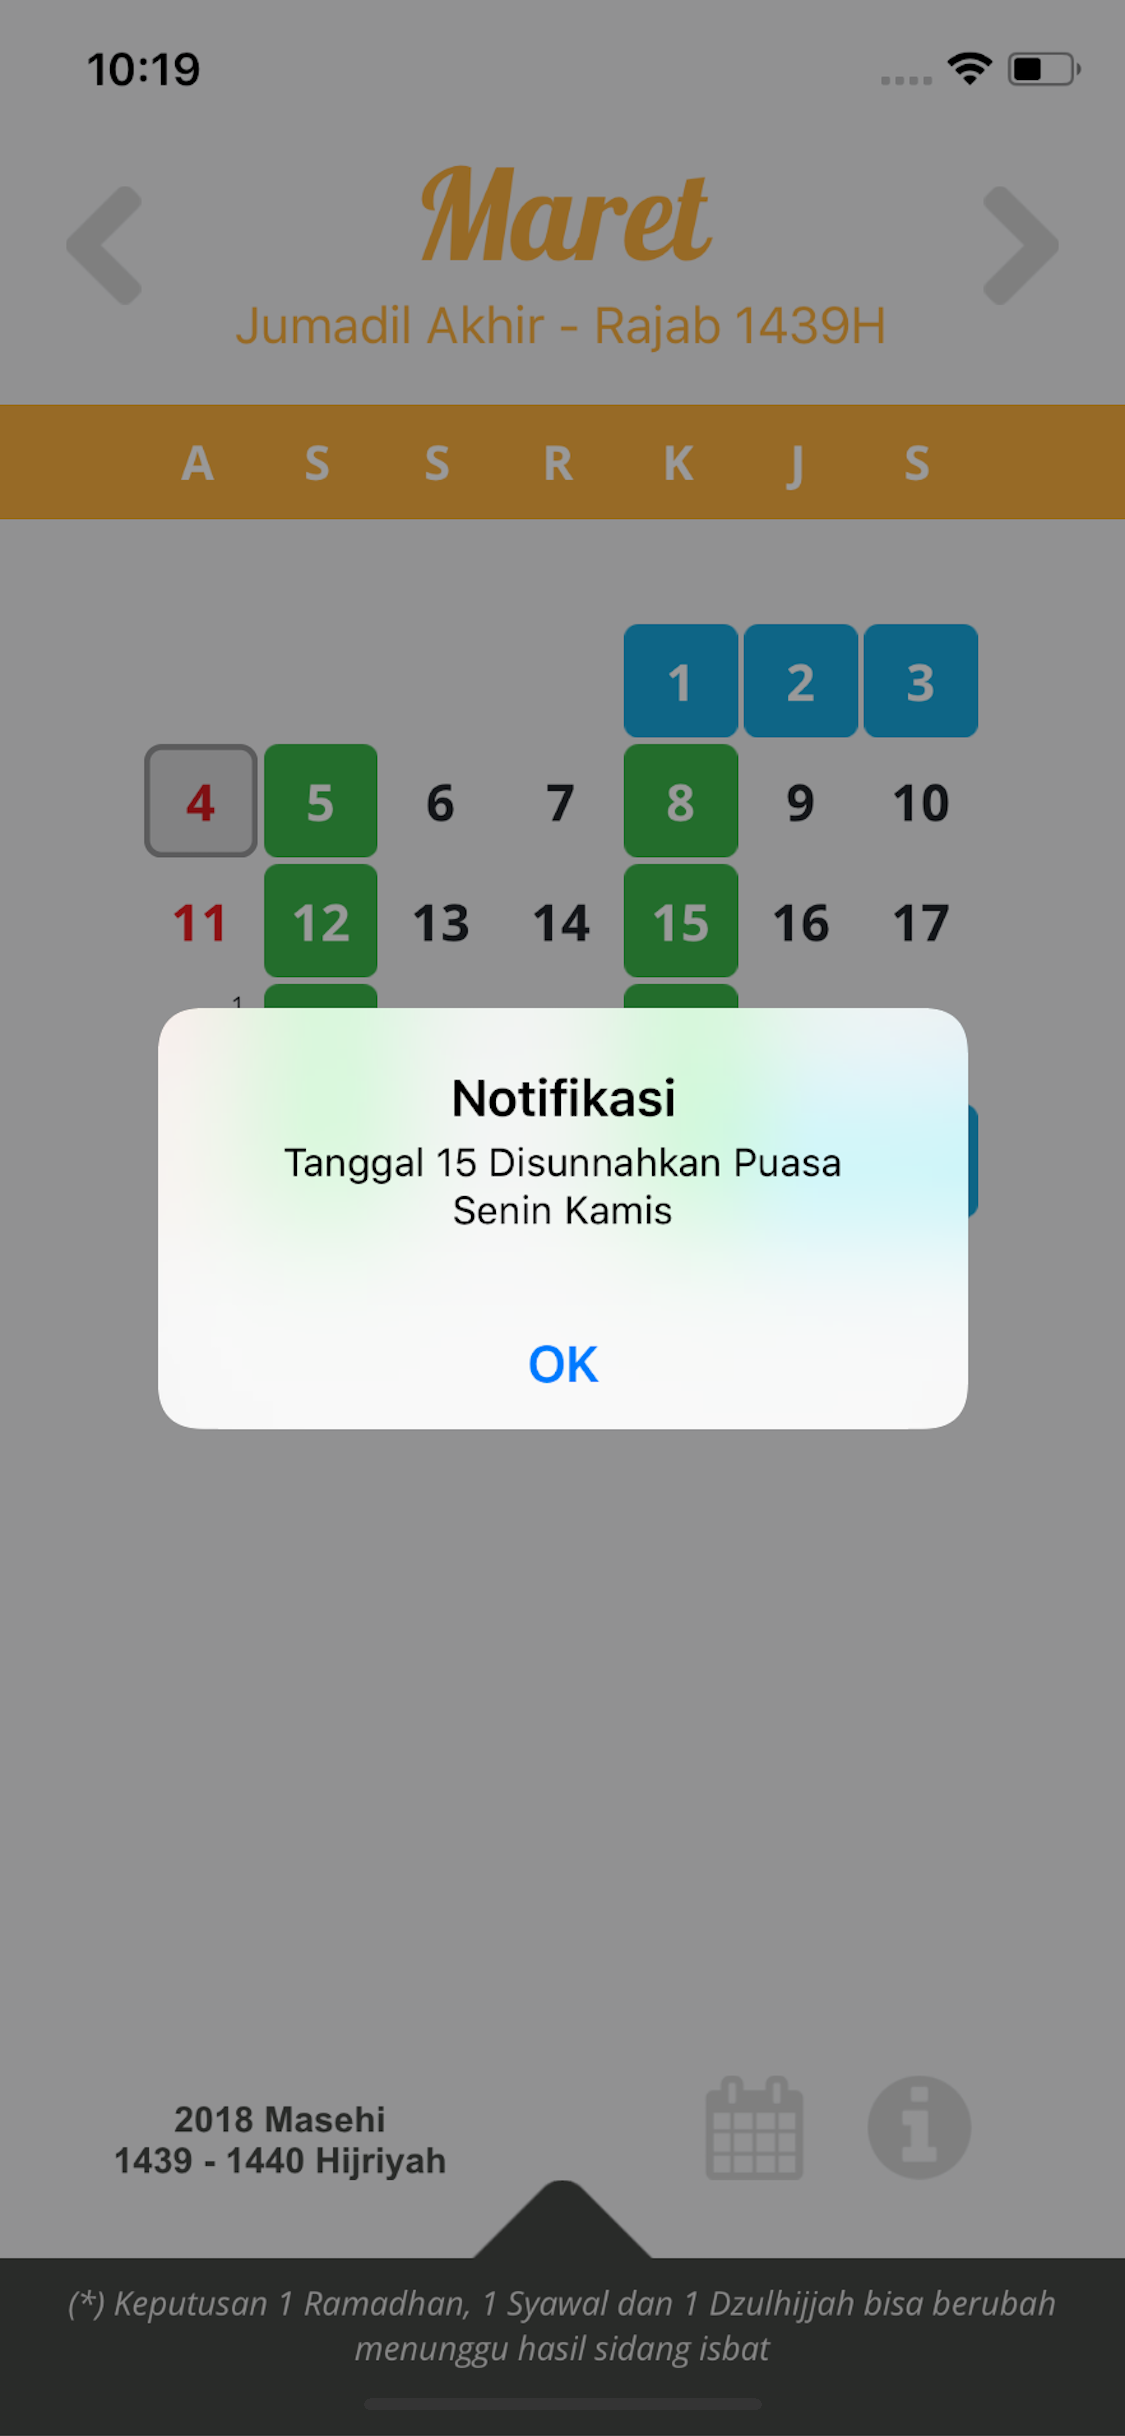 10:19
Maret
Jumadil Akhir - Rajab 1439H
A S S R K J S
1 2 3
4 5 6 7 8 9 10
11 12 13 14 15 16 17
1
Notifikasi
Tanggal 15 Disunnahkan Puasa
Senin Kamis
OK
2018 Masehi
1439 - 1440 Hijriyah
(*) Keputusan 1 Ramadhan, 1 Syawal dan 1 Dzulhijjah bisa berubah
menunggu hasil sidang isbat